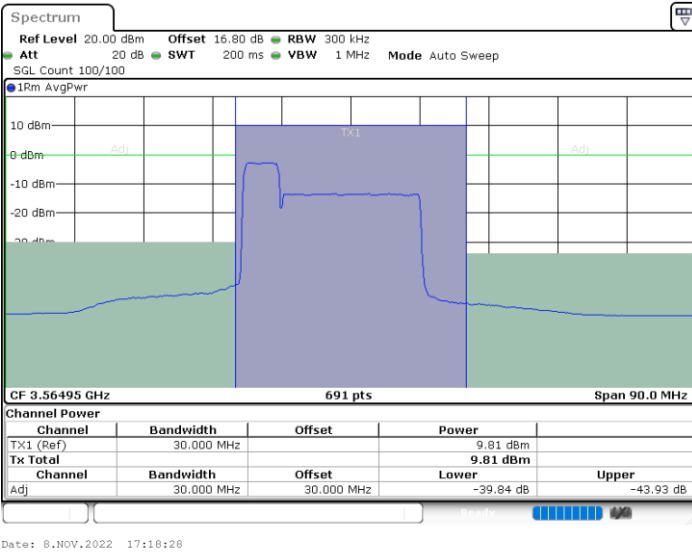 Spectrum
Ref Level 20.00 dBm Offset 16.80 dB RBW 300 kHz
Att 20 dB SWT 200 ms VBW 1 MHz Mode Auto Sweep
SGL Count 100/100
1Rm AvgPwr
10 dBm
TX1
Adj
Adj
0 dBm
-10 dBm
-20 dBm
CF 3.56495 GHz 691 pts Span 90.0 MHz
Channel Power
Channel Bandwidth Offset Power
TX1 (Ref) 30.000 MHz 9.81 dBm
Tx Total 9.81 dBm
Channel Bandwidth Offset Lower Upper
Adj 30.000 MHz 30.000 MHz -39.84 dB -43.93 dB
Ready
Date: 8.NOV.2022 17:18:28